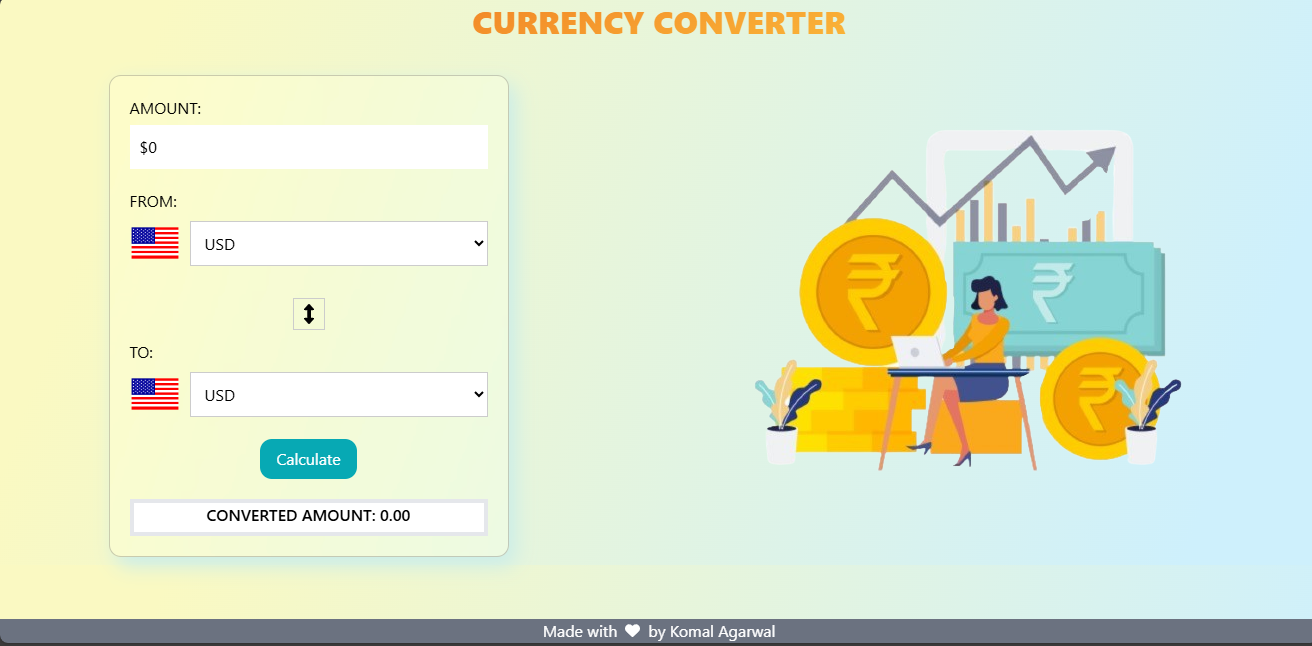 CURRENCY CONVERTER
AMOUNT:
$0
FROM:
USD
TO:
USD
Calculate
CONVERTED AMOUNT: 0.00
₹
₹
₹
Made with ♥ by Komal Agarwal